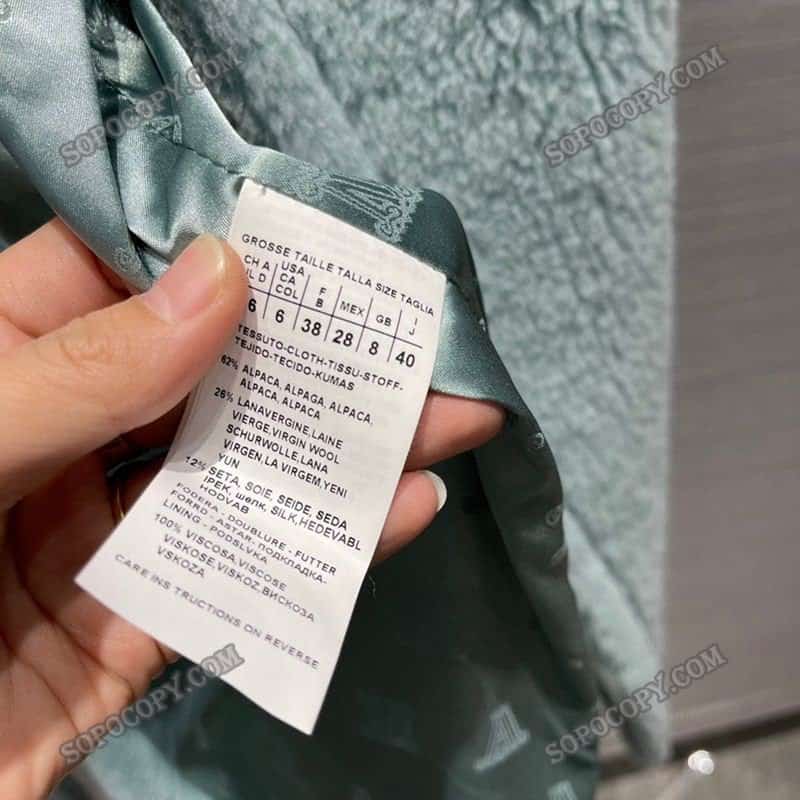 SOPOCOPY.COM
SOPOCOPY.COM
GROSSE TAILLE TALLA SIZE TAGLIA
CH A USA F MEX GB I
D CA B J
COL
6 6 38 28 8 40
TESSUTO-CLOTH-TISSU-STOFF-
TEJIDO-TECIDO-KUMAS
62% ALPACA, ALPAGA, ALPACA,
ALPACA, ALPACA
26% LANAVERGINE,LAINE
VIERGE,VIRGIN WOOL
SCHURWOLLE,LANA
VIRGEN,LA VIRGEM,YENI
YUN
12% SETA, SOIE, SEIDE, SEDA
IPEK, шелк, SILK,HEDEVABL
HODVAB
FODERA - DOUBLURE - FUTTER
FORRD - ASTAR- ПОДКЛАДКА.
LINING - PODSLVKA
100% VISCOSA,VISCOSE
VISKOSE,VISKOZ,ВИСКОЗА
VSKOZA
CARE INS TRUCTIONS ON REVERSE
SOPOCOPY.COM
SOPOCOPY.COM